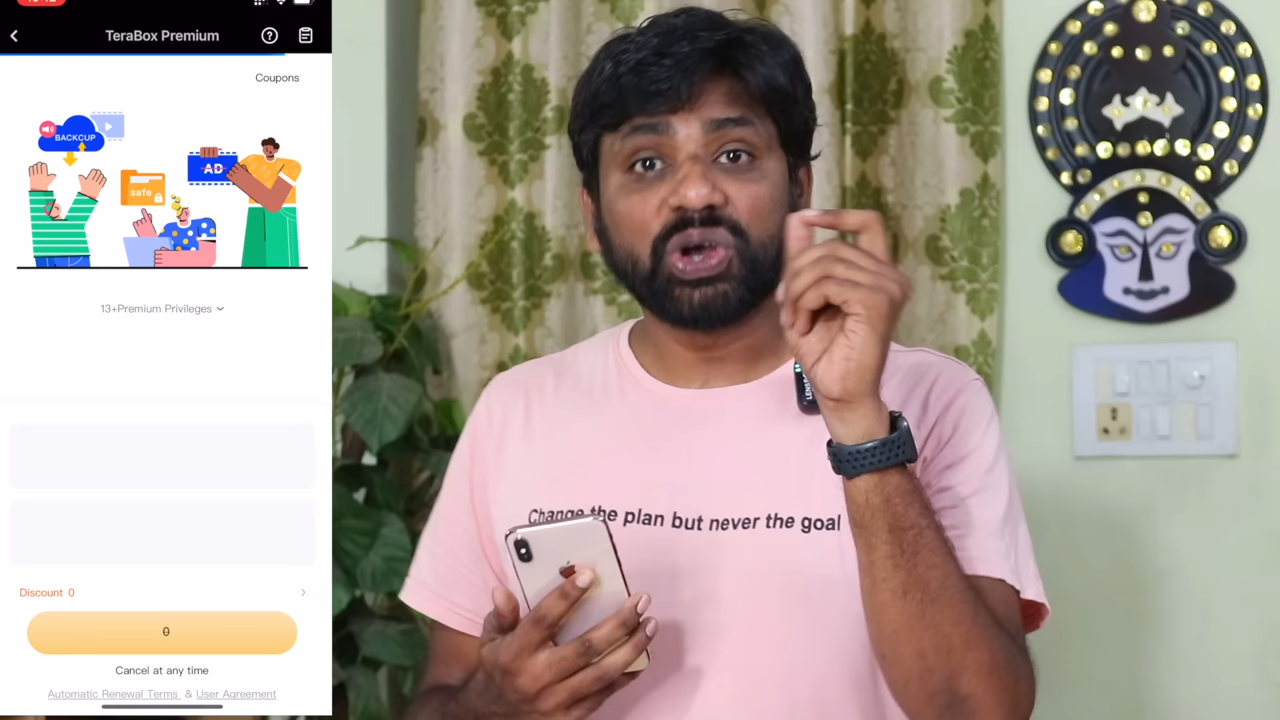 TeraBox Premium
Coupons
BACKCUP
AD
safe
13+Premium Privileges
Discount 0
0
Cancel at any time
Automatic Renewal Terms & User Agreement
Change the plan but never the goal